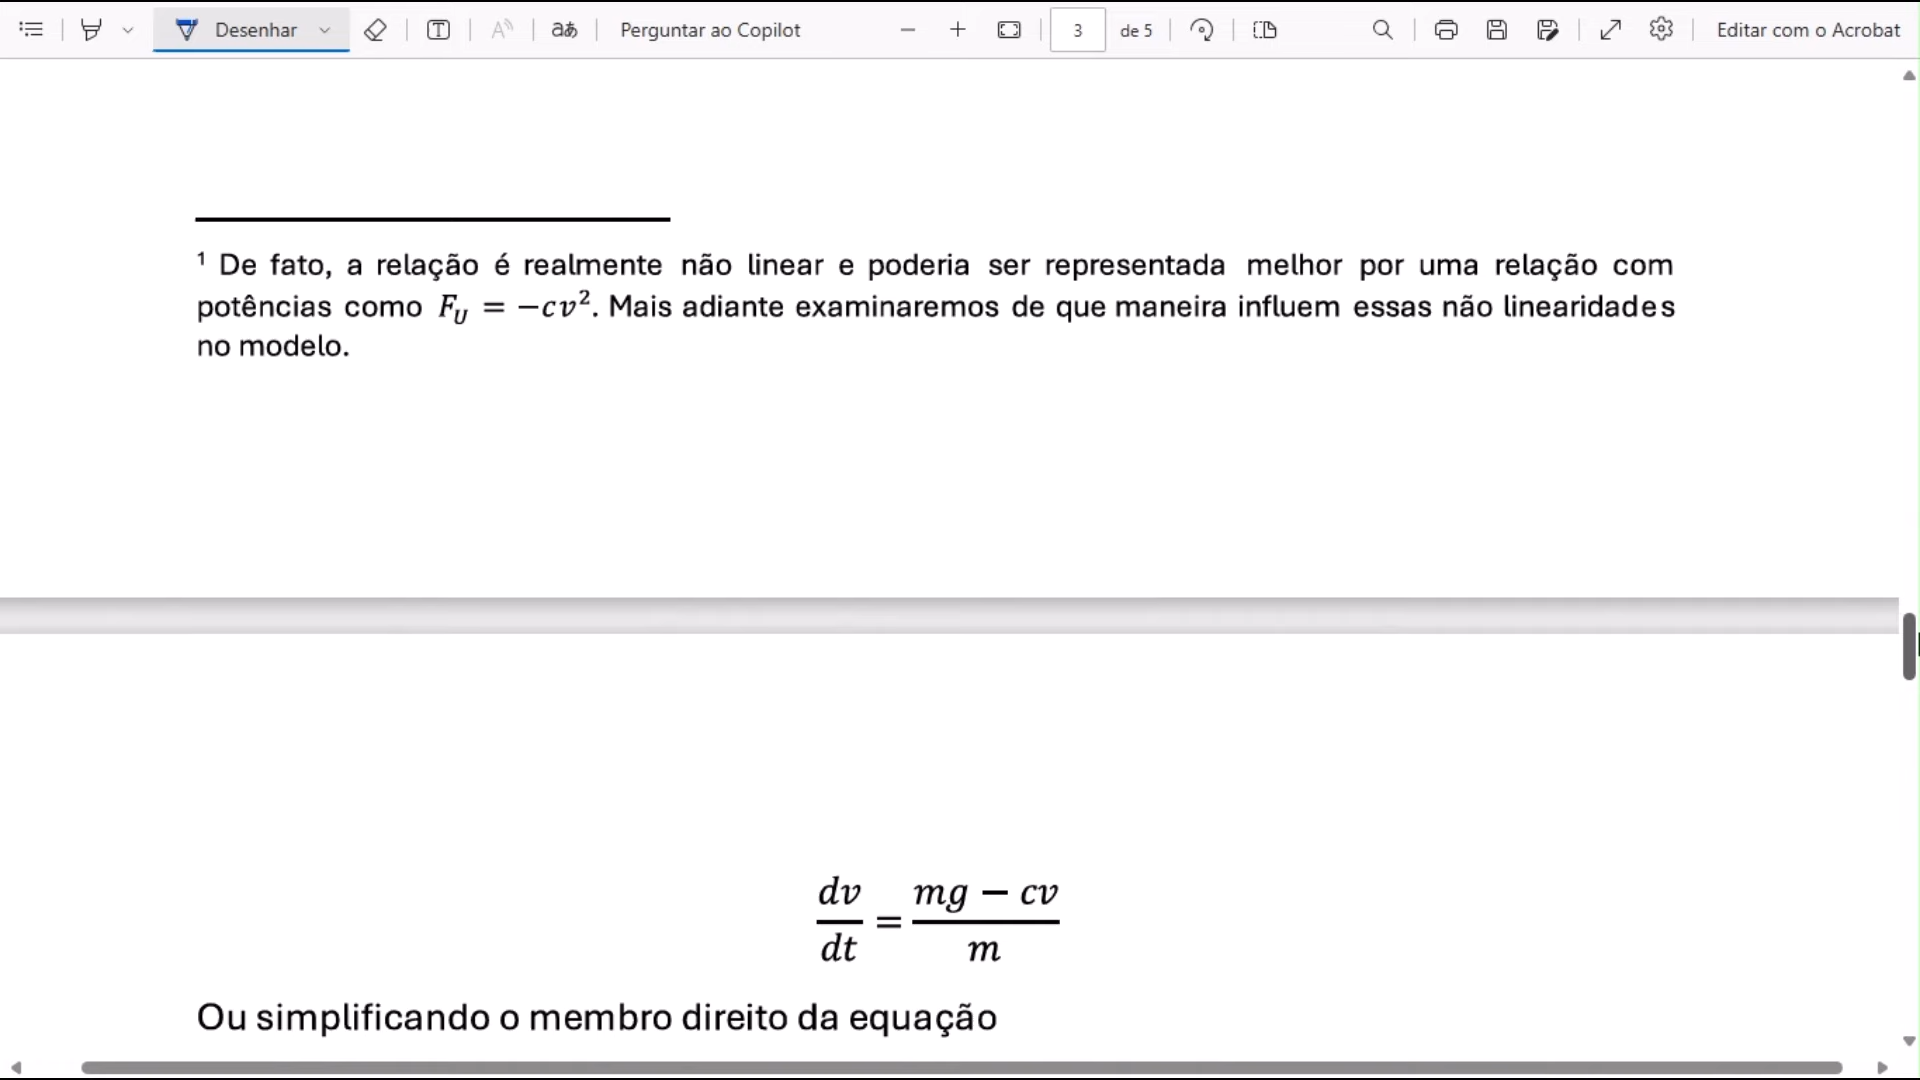 Desenhar
Perguntar ao Copilot
3 de 5
Editar com o Acrobat
¹ De fato, a relação é realmente não linear e poderia ser representada melhor por uma relação com
potências como F_U = −cv². Mais adiante examinaremos de que maneira influem essas não linearidades
no modelo.
dv/dt = (mg − cv)/m
Ou simplificando o membro direito da equação